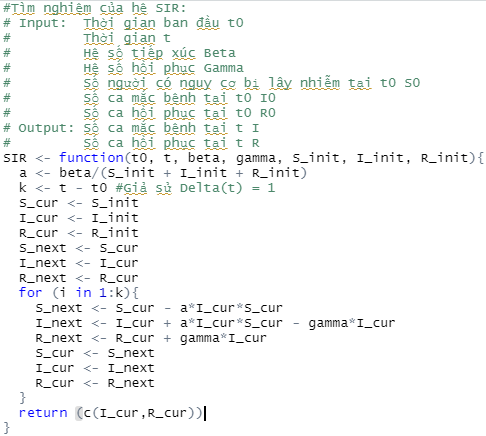 #Tìm nghiệm của hệ SIR:
# Input:  Thời gian ban đầu t0
#         Thời gian t
#         Hệ số tiếp xúc Beta
#         Hệ số hồi phục Gamma
#         Số người có nguy cơ bị lây nhiễm tại t0 S0
#         Số ca mắc bệnh tại t0 I0
#         Số ca hồi phục tại t0 R0
# Output: Số ca mắc bệnh tại t I
#         Số ca hồi phục tại t R
SIR <- function(t0, t, beta, gamma, S_init, I_init, R_init){
  a <- beta/(S_init + I_init + R_init)
  k <- t - t0 #Giả sử Delta(t) = 1
  S_cur <- S_init
  I_cur <- I_init
  R_cur <- R_init
  S_next <- S_cur
  I_next <- I_cur
  R_next <- R_cur
  for (i in 1:k){
    S_next <- S_cur - a*I_cur*S_cur
    I_next <- I_cur + a*I_cur*S_cur - gamma*I_cur
    R_next <- R_cur + gamma*I_cur
    S_cur <- S_next
    I_cur <- I_next
    R_cur <- R_next
  }
  return (c(I_cur,R_cur))
}